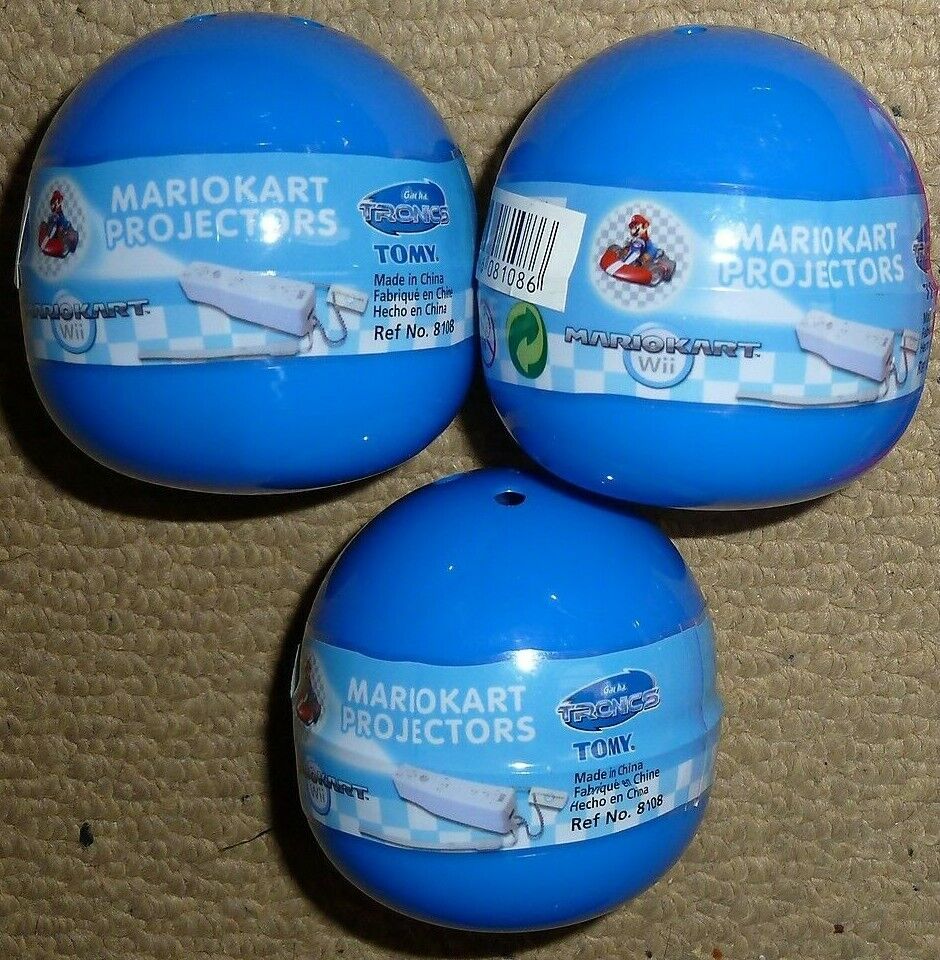 MARIOKART
PROJECTORS
Gacha
TRONICS
TOMY
Made in China
Fabriqué en Chine
Hecho en China
Ref No. 8108
MARIOKART
Wii
081086
MARIOKART
PROJECTORS
MARIOKART
Wii
MARIOKART
PROJECTORS
Gacha
TRONICS
TOMY
Made in China
Fabriqué en Chine
Hecho en China
Ref No. 8108
Wii